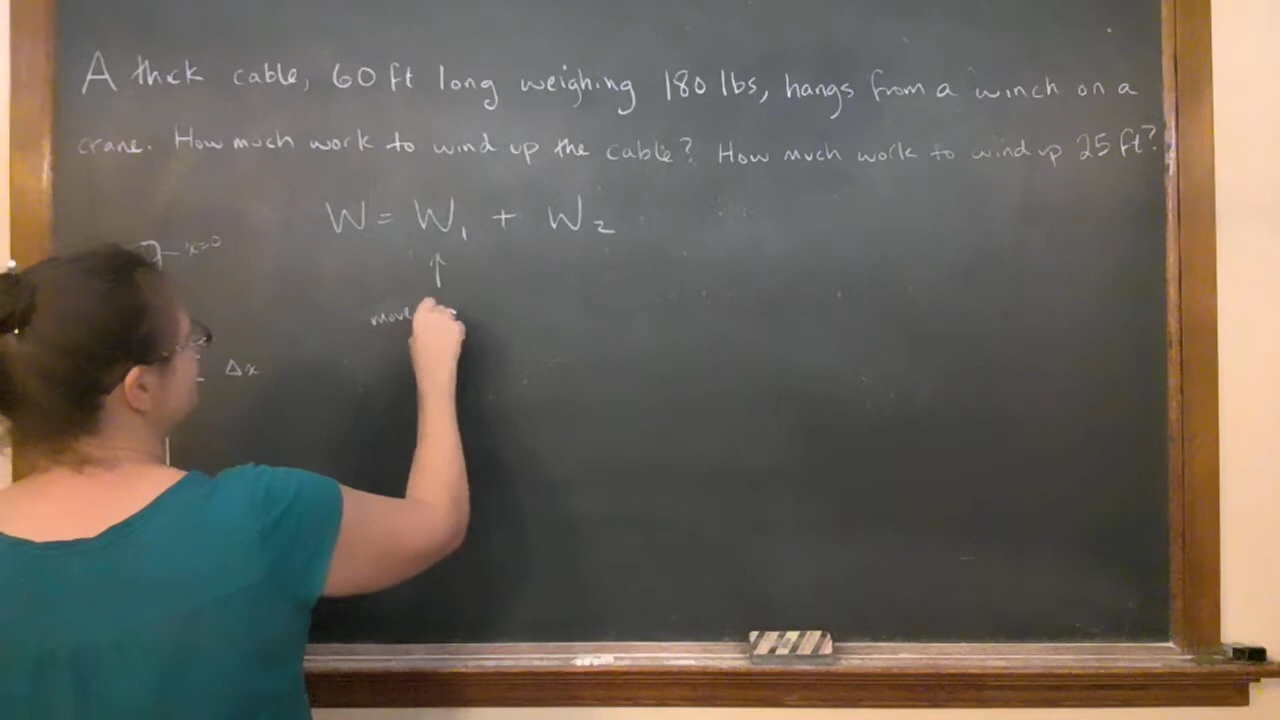 A thick cable, 60 ft long weighing 180 lbs, hangs from a winch on a
crane. How much work to wind up the cable? How much work to wind up 25 ft?
W = W₁ + W₂
x=0
move
Δx